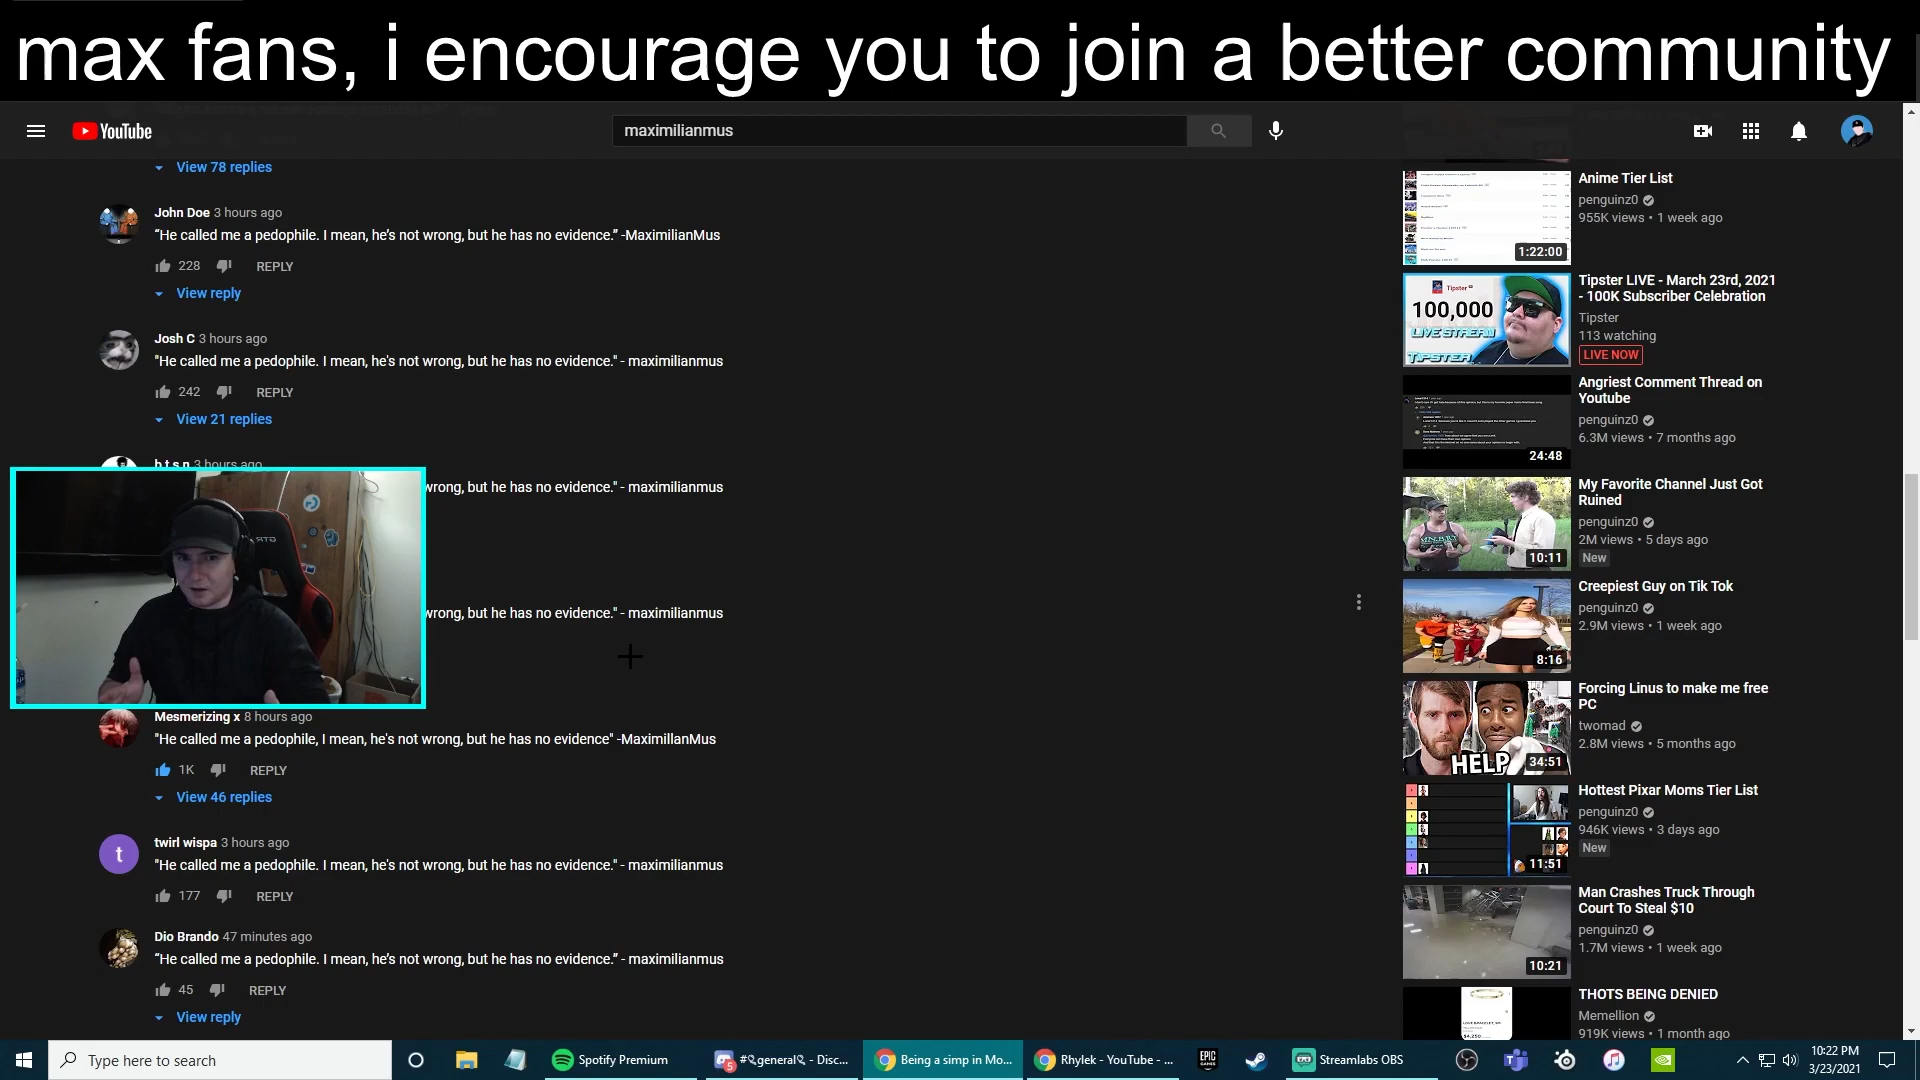 max fans, i encourage you to join a better community
YouTube
maximilianmus
View 78 replies
John Doe 3 hours ago
“He called me a pedophile. I mean, he’s not wrong, but he has no evidence.” -MaximilianMus
228 REPLY
View reply
Josh C 3 hours ago
"He called me a pedophile. I mean, he's not wrong, but he has no evidence." - maximilianmus
242 REPLY
View 21 replies
b.t.s.n 3 hours ago
wrong, but he has no evidence." - maximilianmus
wrong, but he has no evidence." - maximilianmus
Mesmerizing x 8 hours ago
"He called me a pedophile, I mean, he's not wrong, but he has no evidence" -MaximillanMus
1K REPLY
View 46 replies
t
twirl wispa 3 hours ago
"He called me a pedophile. I mean, he's not wrong, but he has no evidence." - maximilianmus
177 REPLY
Dio Brando 47 minutes ago
“He called me a pedophile. I mean, he’s not wrong, but he has no evidence.” - maximilianmus
45 REPLY
View reply
1:22:00
Anime Tier List
penguinz0
955K views • 1 week ago
Tipster
100,000
LIVE STREAM
TIPSTER
Tipster LIVE - March 23rd, 2021
- 100K Subscriber Celebration
Tipster
113 watching
LIVE NOW
24:48
Angriest Comment Thread on
Youtube
penguinz0
6.3M views • 7 months ago
10:11
My Favorite Channel Just Got
Ruined
penguinz0
2M views • 5 days ago
New
8:16
Creepiest Guy on Tik Tok
penguinz0
2.9M views • 1 week ago
HELP
34:51
Forcing Linus to make me free
PC
twomad
2.8M views • 5 months ago
11:51
Hottest Pixar Moms Tier List
penguinz0
946K views • 3 days ago
New
10:21
Man Crashes Truck Through
Court To Steal $10
penguinz0
1.7M views • 1 week ago
THOTS BEING DENIED
Memellion
919K views • 1 month ago
Type here to search
Spotify Premium
5
general - Disc...
Being a simp in Mo...
Rhylek - YouTube - ...
EPIC GAMES
Streamlabs OBS
10:22 PM
3/23/2021